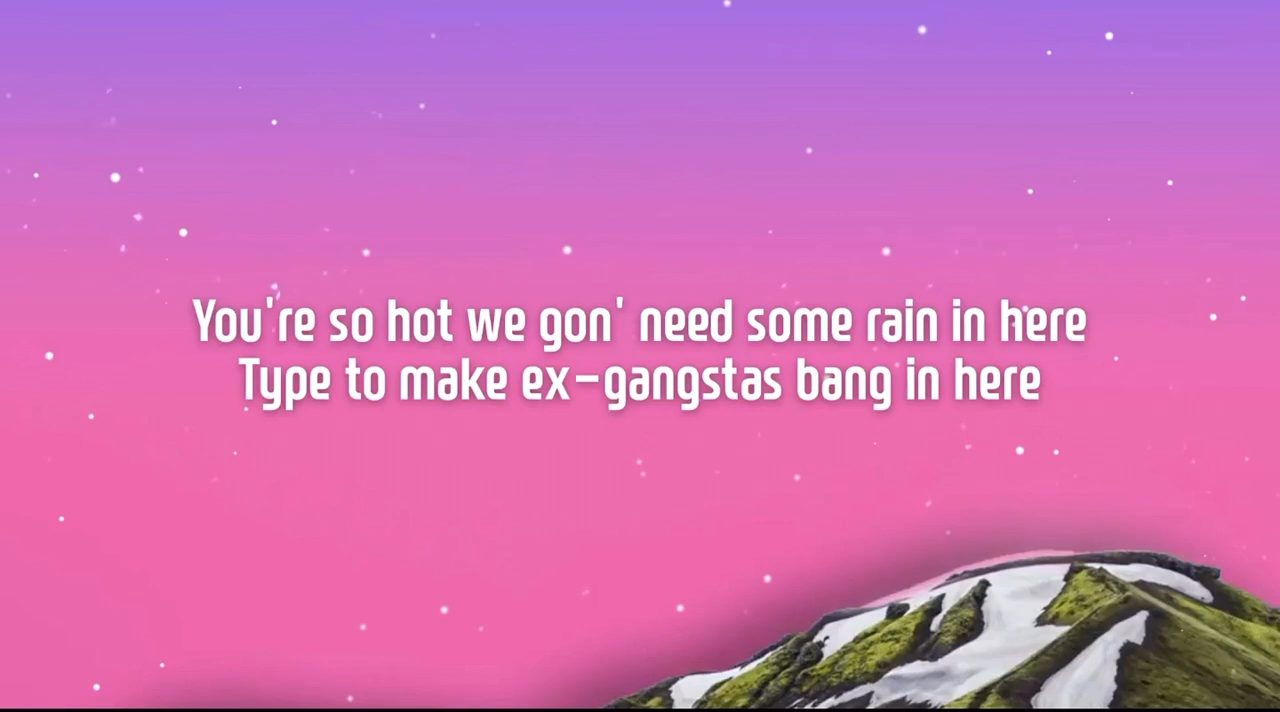 You're so hot we gon' need some rain in here
Type to make ex-gangstas bang in here